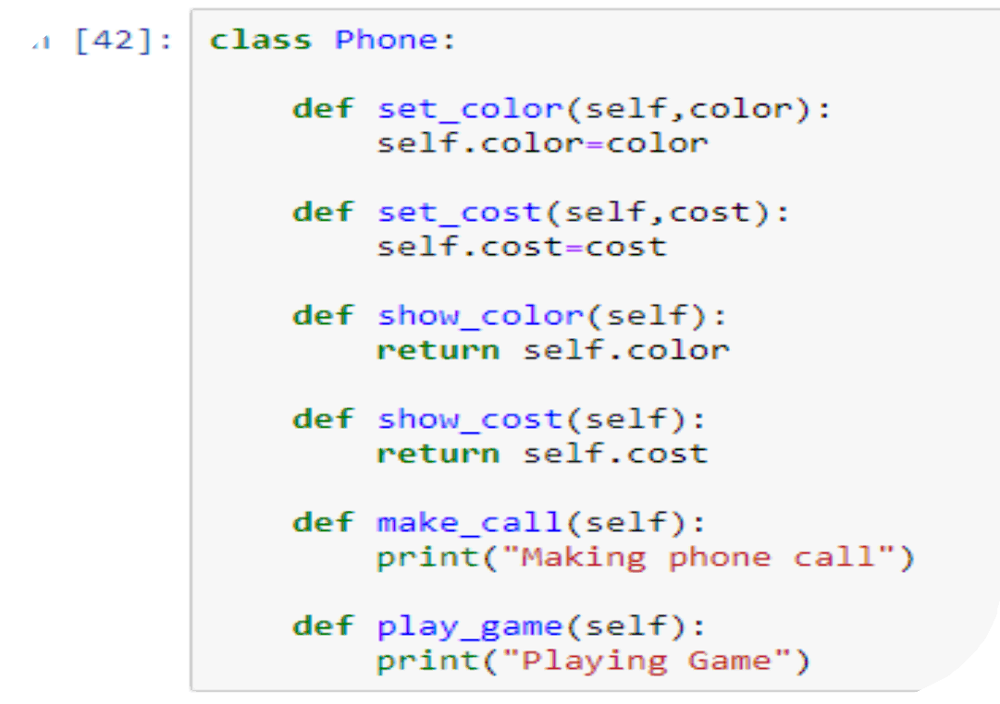 [42]: class Phone:
def set_color(self,color):
self.color=color
def set_cost(self,cost):
self.cost=cost
def show_color(self):
return self.color
def show_cost(self):
return self.cost
def make_call(self):
print("Making phone call")
def play_game(self):
print("Playing Game")